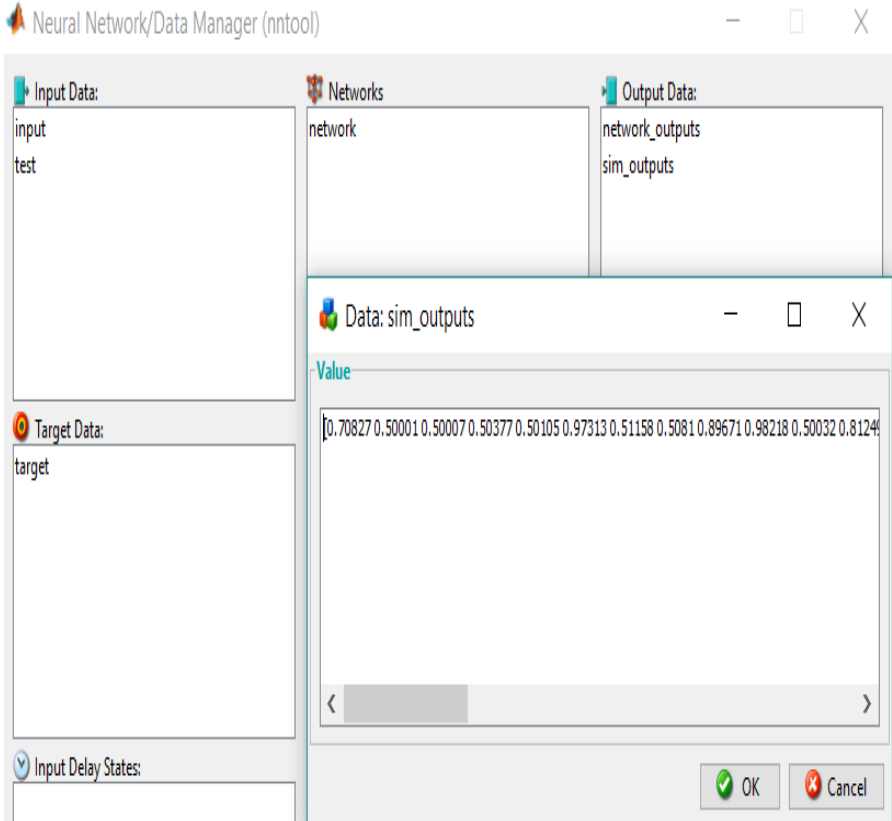 Neural Network/Data Manager (nntool)
Input Data:
input
test
Networks
network
Output Data:
network_outputs
sim_outputs
Data: sim_outputs
Value
[0.70827 0.50001 0.50007 0.50377 0.50105 0.97313 0.51158 0.5081 0.89671 0.98218 0.50032 0.81249
OK
Cancel
Target Data:
target
Input Delay States: